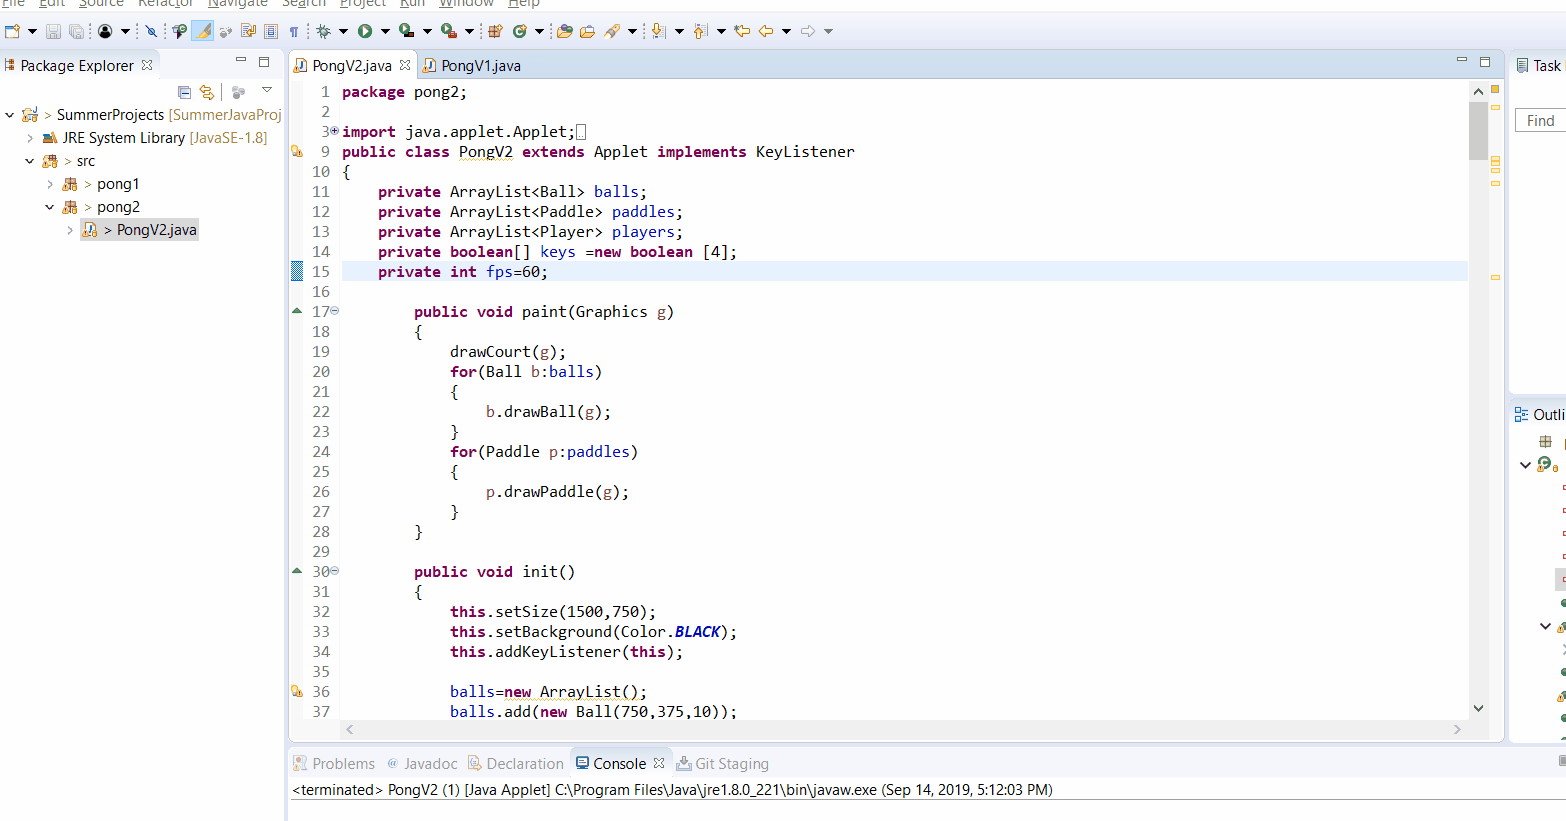 File Edit Source Refactor Navigate Search Project Run Window Help
Package Explorer
PongV2.java PongV1.java
Task
Find
> SummerProjects [SummerJavaProj
JRE System Library [JavaSE-1.8]
> src
> pong1
> pong2
> PongV2.java
1 package pong2;
2
3 import java.applet.Applet;
9 public class PongV2 extends Applet implements KeyListener
10 {
11 private ArrayList<Ball> balls;
12 private ArrayList<Paddle> paddles;
13 private ArrayList<Player> players;
14 private boolean[] keys =new boolean [4];
15 private int fps=60;
16
17 public void paint(Graphics g)
18 {
19 drawCourt(g);
20 for(Ball b:balls)
21 {
22 b.drawBall(g);
23 }
24 for(Paddle p:paddles)
25 {
26 p.drawPaddle(g);
27 }
28 }
29
30 public void init()
31 {
32 this.setSize(1500,750);
33 this.setBackground(Color.BLACK);
34 this.addKeyListener(this);
35
36 balls=new ArrayList();
37 balls.add(new Ball(750,375,10));
Outli
Problems @ Javadoc Declaration Console Git Staging
<terminated> PongV2 (1) [Java Applet] C:\Program Files\Java\jre1.8.0_221\bin\javaw.exe (Sep 14, 2019, 5:12:03 PM)